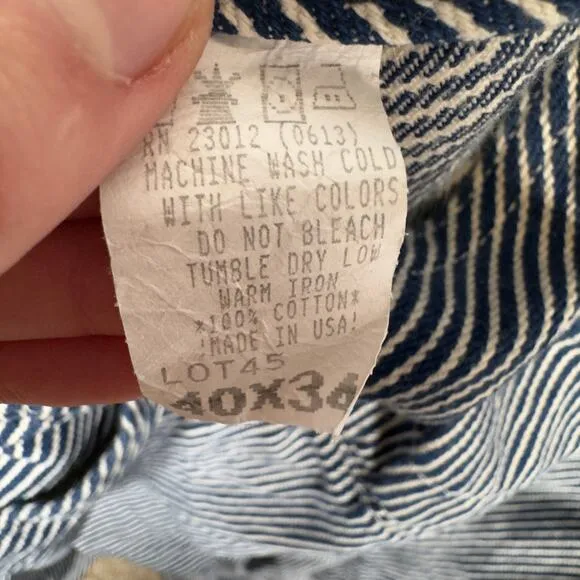 RN 23012 (0613)
MACHINE WASH COLD
WITH LIKE COLORS
DO NOT BLEACH
TUMBLE DRY LOW
WARM IRON
*100% COTTON*
!MADE IN USA!
LOT45
40X36